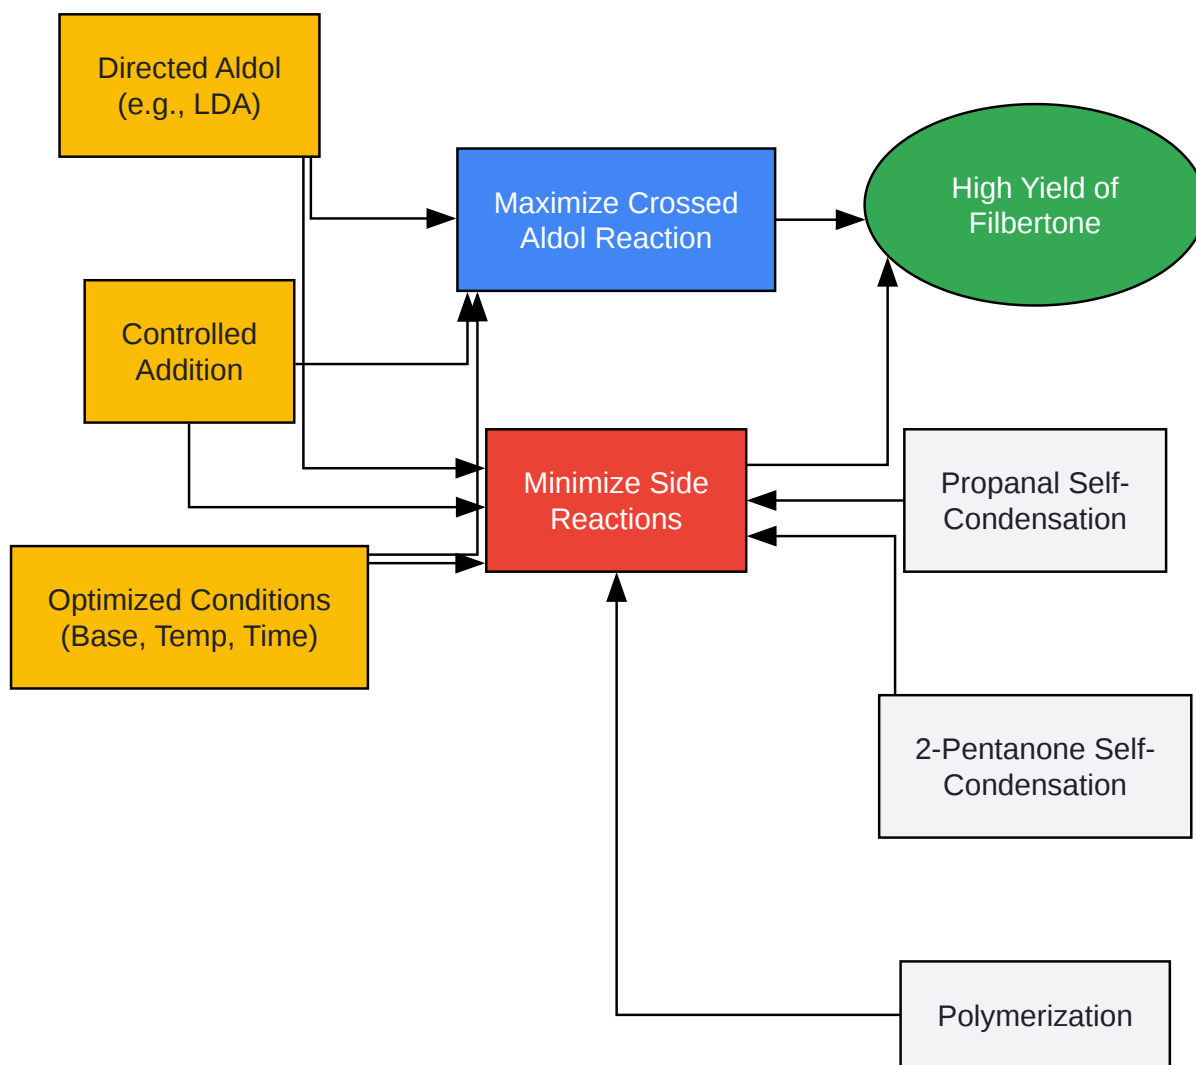 Directed Aldol
(e.g., LDA)
Maximize Crossed
Aldol Reaction
High Yield of
Filbertone
Controlled
Addition
Minimize Side
Reactions
Propanal Self-
Condensation
Optimized Conditions
(Base, Temp, Time)
2-Pentanone Self-
Condensation
Polymerization